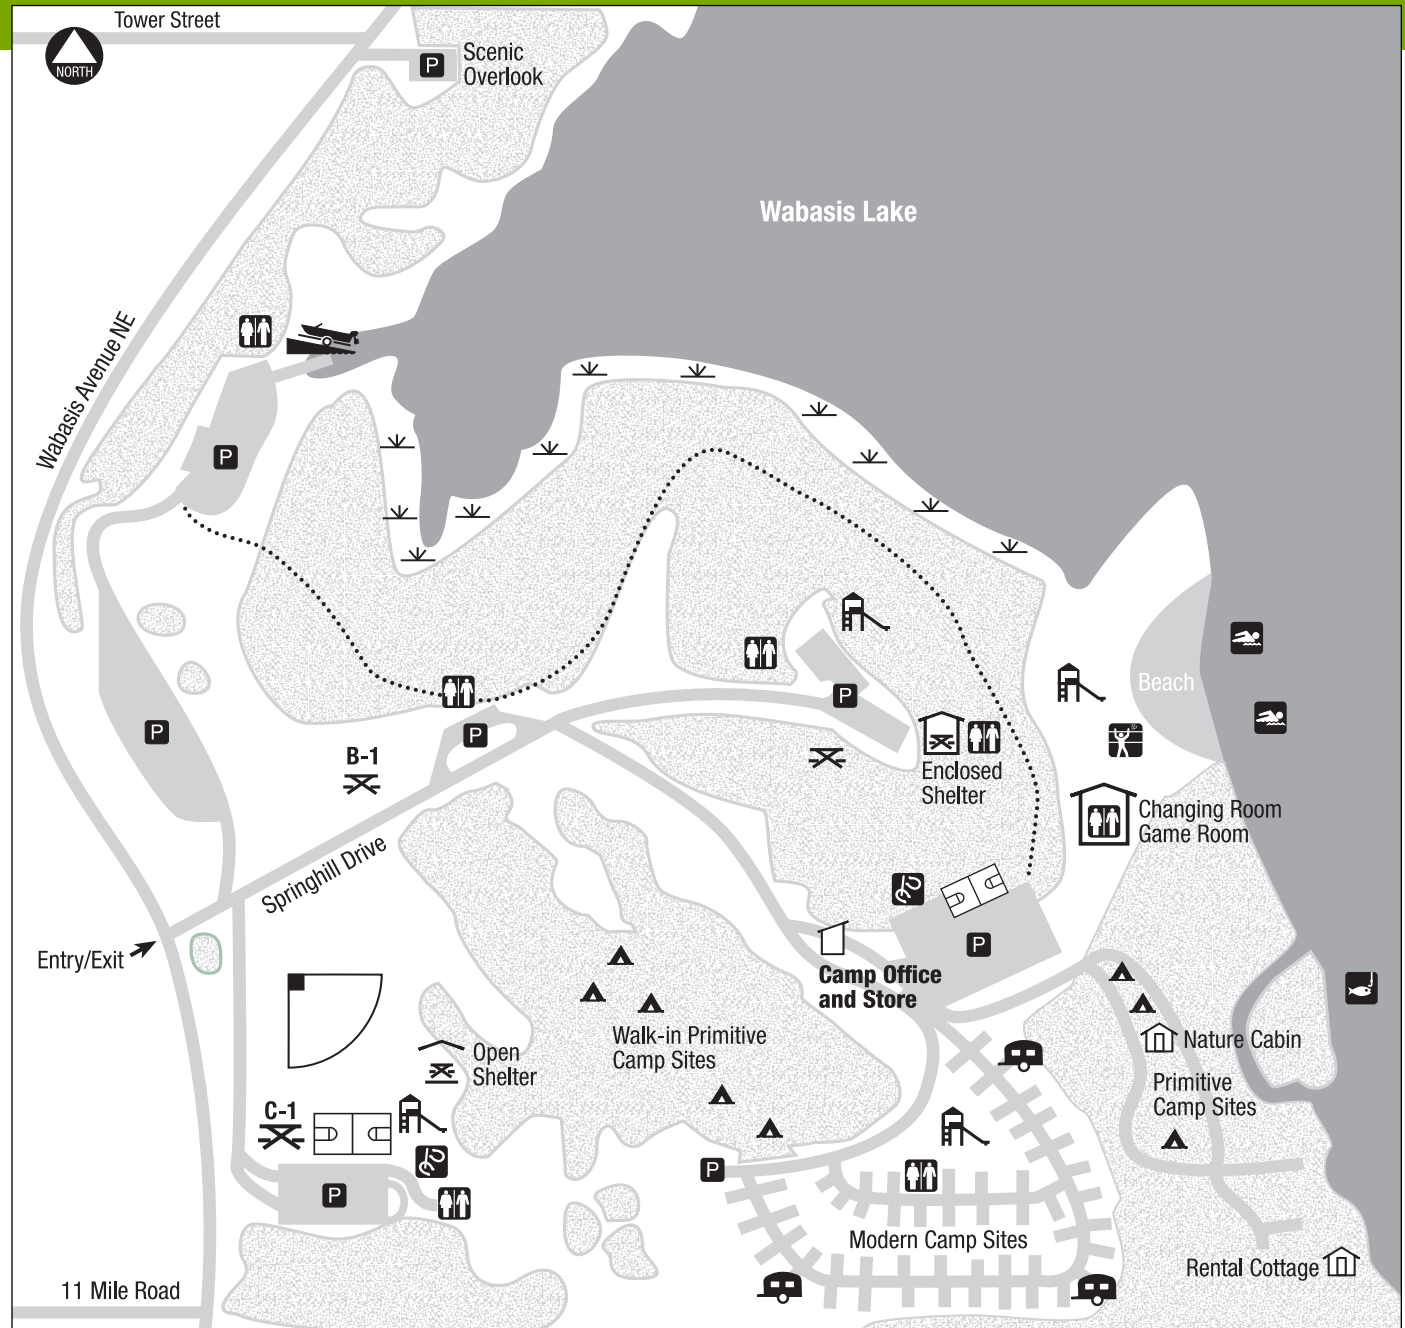 Tower Street
NORTH
P
Scenic
Overlook
Wabasis Lake
Wabasis Avenue NE
P
P
P
P
B-1
Beach
Enclosed
Shelter
Changing Room
Game Room
Springhill Drive
Entry/Exit
P
Camp Office
and Store
Walk-in Primitive
Camp Sites
Open
Shelter
Nature Cabin
Primitive
Camp Sites
C-1
P
P
Modern Camp Sites
Rental Cottage
11 Mile Road